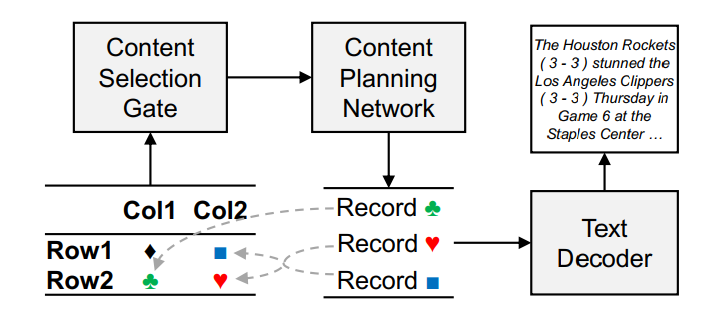 Content
Selection
Gate
Content
Planning
Network
The Houston Rockets
( 3 - 3 ) stunned the
Los Angeles Clippers
( 3 - 3 ) Thursday in
Game 6 at the
Staples Center …
Col1 Col2
Row1 ♦ ■
Row2 ♣ ♥
Record ♣
Record ♥
Record ■
Text
Decoder